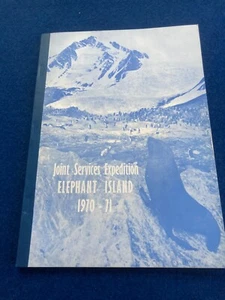 Joint Services Expedition
ELEPHANT ISLAND
1970 - 71